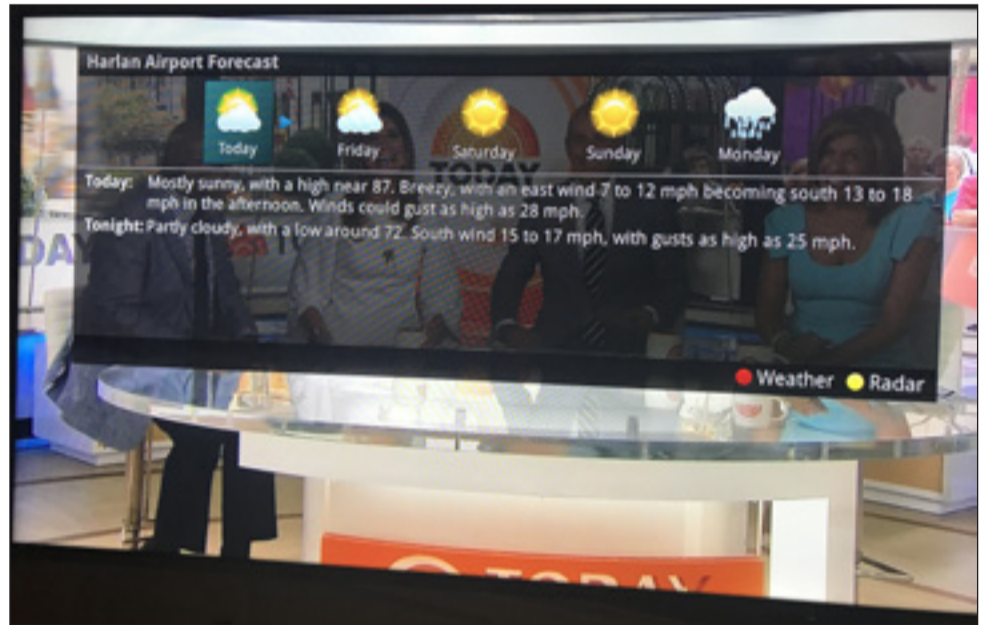 Harlan Airport Forecast
Today Friday Saturday Sunday Monday
TODAY
Today: Mostly sunny, with a high near 87. Breezy, with an east wind 7 to 12 mph becoming south 13 to 18
mph in the afternoon. Winds could gust as high as 28 mph.
Tonight: Partly cloudy, with a low around 72. South wind 15 to 17 mph, with gusts as high as 25 mph.
DAY
Weather Radar
TODAY